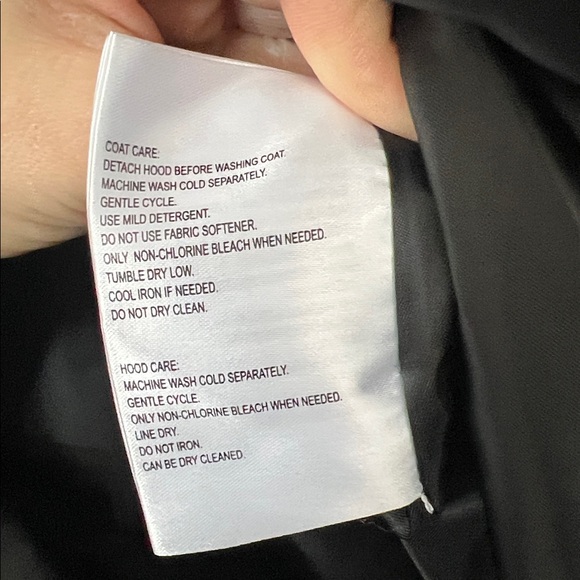 COAT CARE:
DETACH HOOD BEFORE WASHING COAT.
MACHINE WASH COLD SEPARATELY.
GENTLE CYCLE.
USE MILD DETERGENT.
DO NOT USE FABRIC SOFTENER.
ONLY NON-CHLORINE BLEACH WHEN NEEDED.
TUMBLE DRY LOW.
COOL IRON IF NEEDED.
DO NOT DRY CLEAN.
HOOD CARE:
MACHINE WASH COLD SEPARATELY.
GENTLE CYCLE.
ONLY NON-CHLORINE BLEACH WHEN NEEDED.
LINE DRY.
DO NOT IRON.
CAN BE DRY CLEANED.